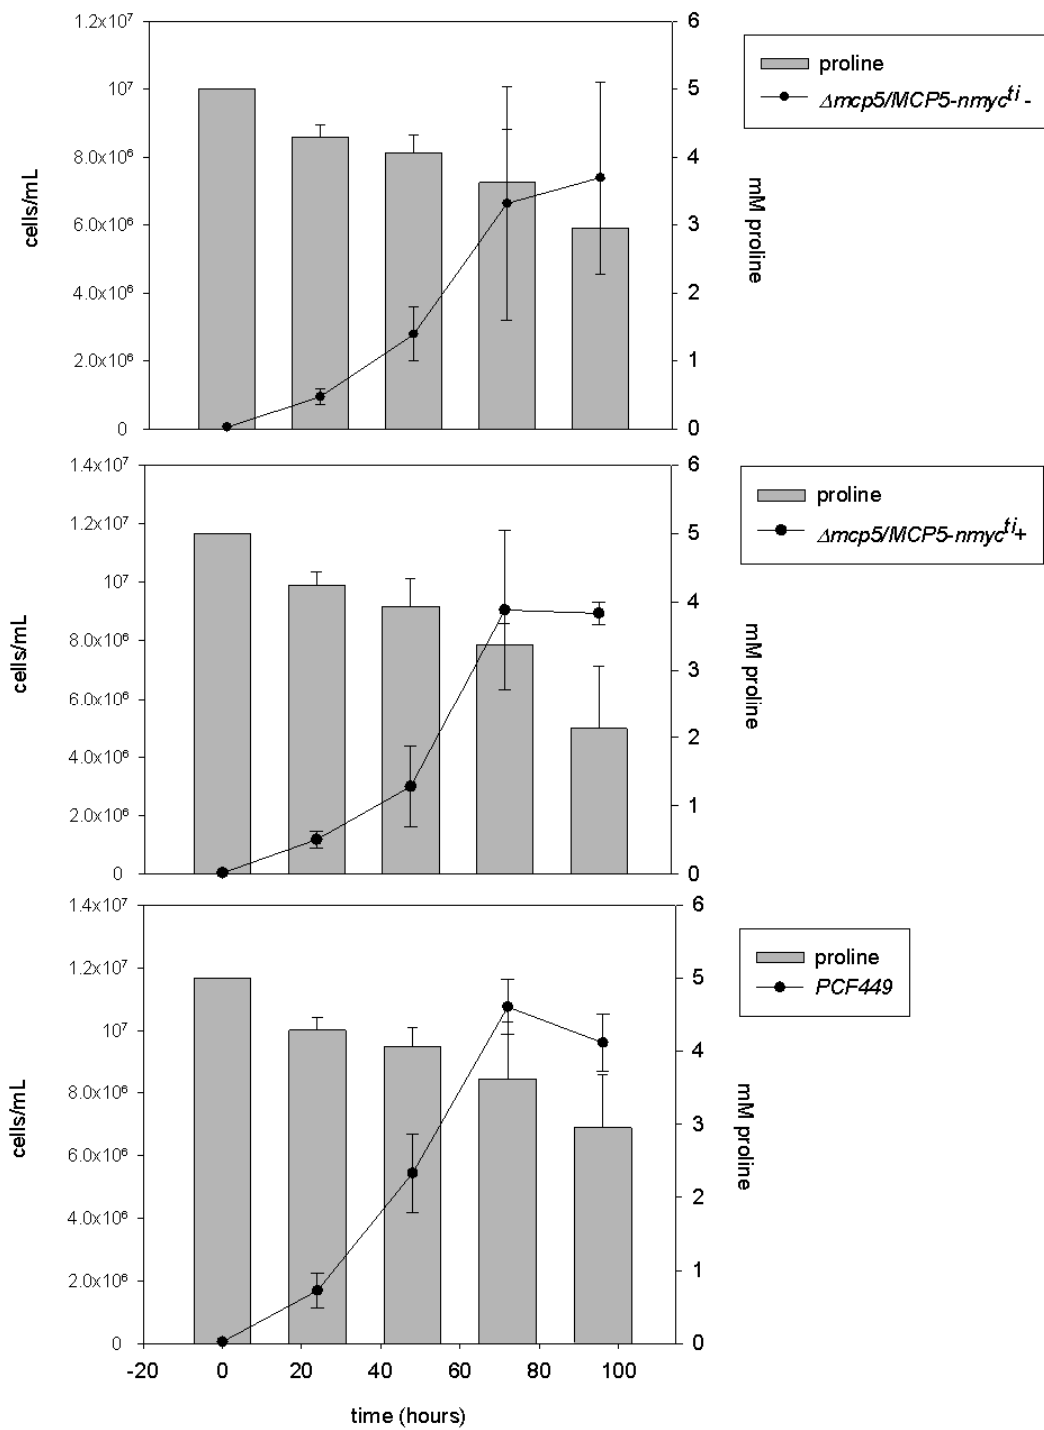 1.2x10⁷
10⁷
8.0x10⁶
6.0x10⁶
4.0x10⁶
2.0x10⁶
0
cells/mL
6
5
4
3
2
1
0
mM proline
proline
Δmcp5/MCP5-nmycᵗⁱ -
1.4x10⁷
1.2x10⁷
10⁷
8.0x10⁶
6.0x10⁶
4.0x10⁶
2.0x10⁶
0
cells/mL
6
5
4
3
2
1
0
mM proline
proline
Δmcp5/MCP5-nmycᵗⁱ+
1.4x10⁷
1.2x10⁷
10⁷
8.0x10⁶
6.0x10⁶
4.0x10⁶
2.0x10⁶
0
cells/mL
6
5
4
3
2
1
0
mM proline
proline
PCF449
-20 0 20 40 60 80 100
time (hours)